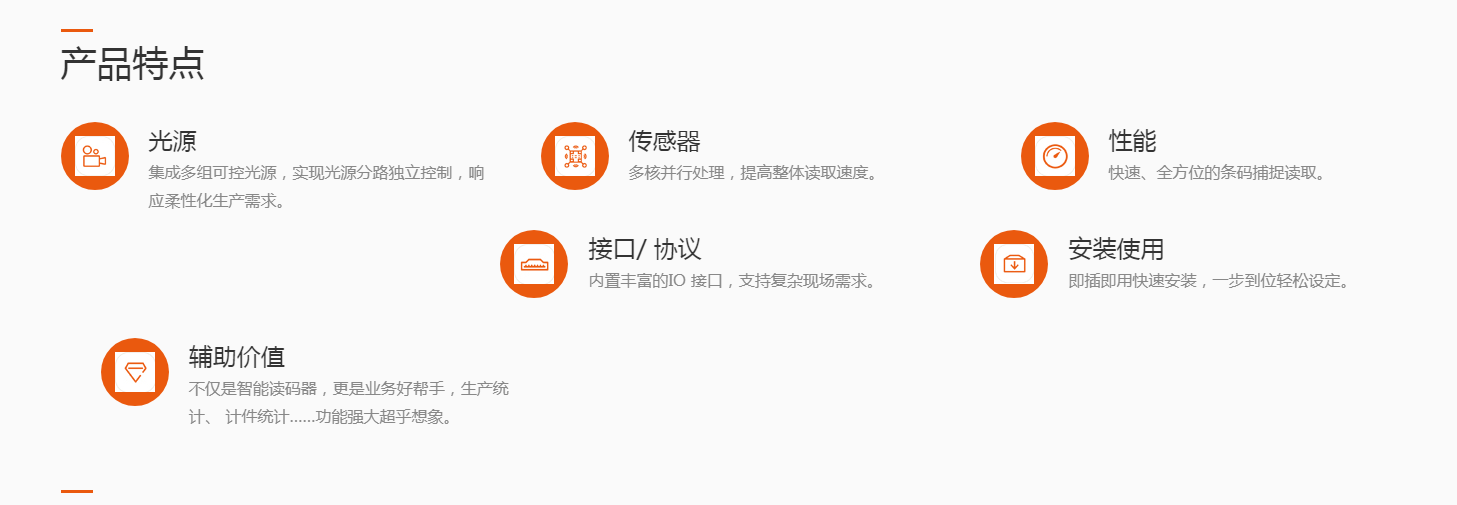 产品特点
光源
集成多组可控光源，实现光源分路独立控制，响
应柔性化生产需求。
传感器
多核并行处理，提高整体读取速度。
性能
快速、全方位的条码捕捉读取。
接口/ 协议
内置丰富的IO 接口，支持复杂现场需求。
安装使用
即插即用快速安装，一步到位轻松设定。
辅助价值
不仅是智能读码器，更是业务好帮手，生产统
计、 计件统计......功能强大超乎想象。